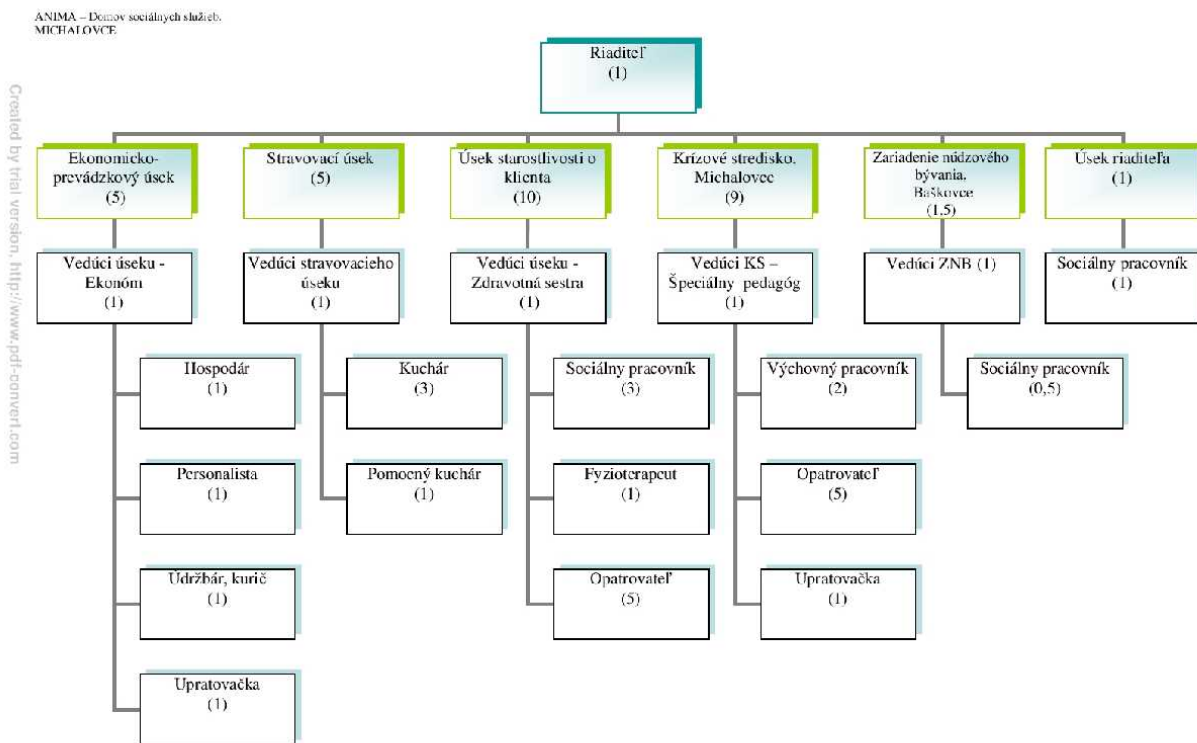 ANIMA – Domov sociálnych služieb.
MICHALOVCE
Created by trial version, http://www.pdf-convert.com
Riaditeľ
(1)
Ekonomicko-
prevádzkový úsek
(5)
Stravovací úsek
(5)
Úsek starostlivosti o
klienta
(10)
Krízové stredisko,
Michalovce
(9)
Zariadenie núdzového
bývania,
Baškovce
(1,5)
Úsek riaditeľa
(1)
Vedúci úseku -
Ekonóm
(1)
Vedúci stravovacieho
úseku
(1)
Vedúci úseku -
Zdravotná sestra
(1)
Vedúci KS –
Špeciálny pedagóg
(1)
Vedúci ZNB (1)
Sociálny pracovník
(1)
Hospodár
(1)
Kuchár
(3)
Sociálny pracovník
(3)
Výchovný pracovník
(2)
Sociálny pracovník
(0,5)
Personalista
(1)
Pomocný kuchár
(1)
Fyzioterapeut
(1)
Opatrovateľ
(5)
Údržbár, kurič
(1)
Opatrovateľ
(5)
Upratovačka
(1)
Upratovačka
(1)